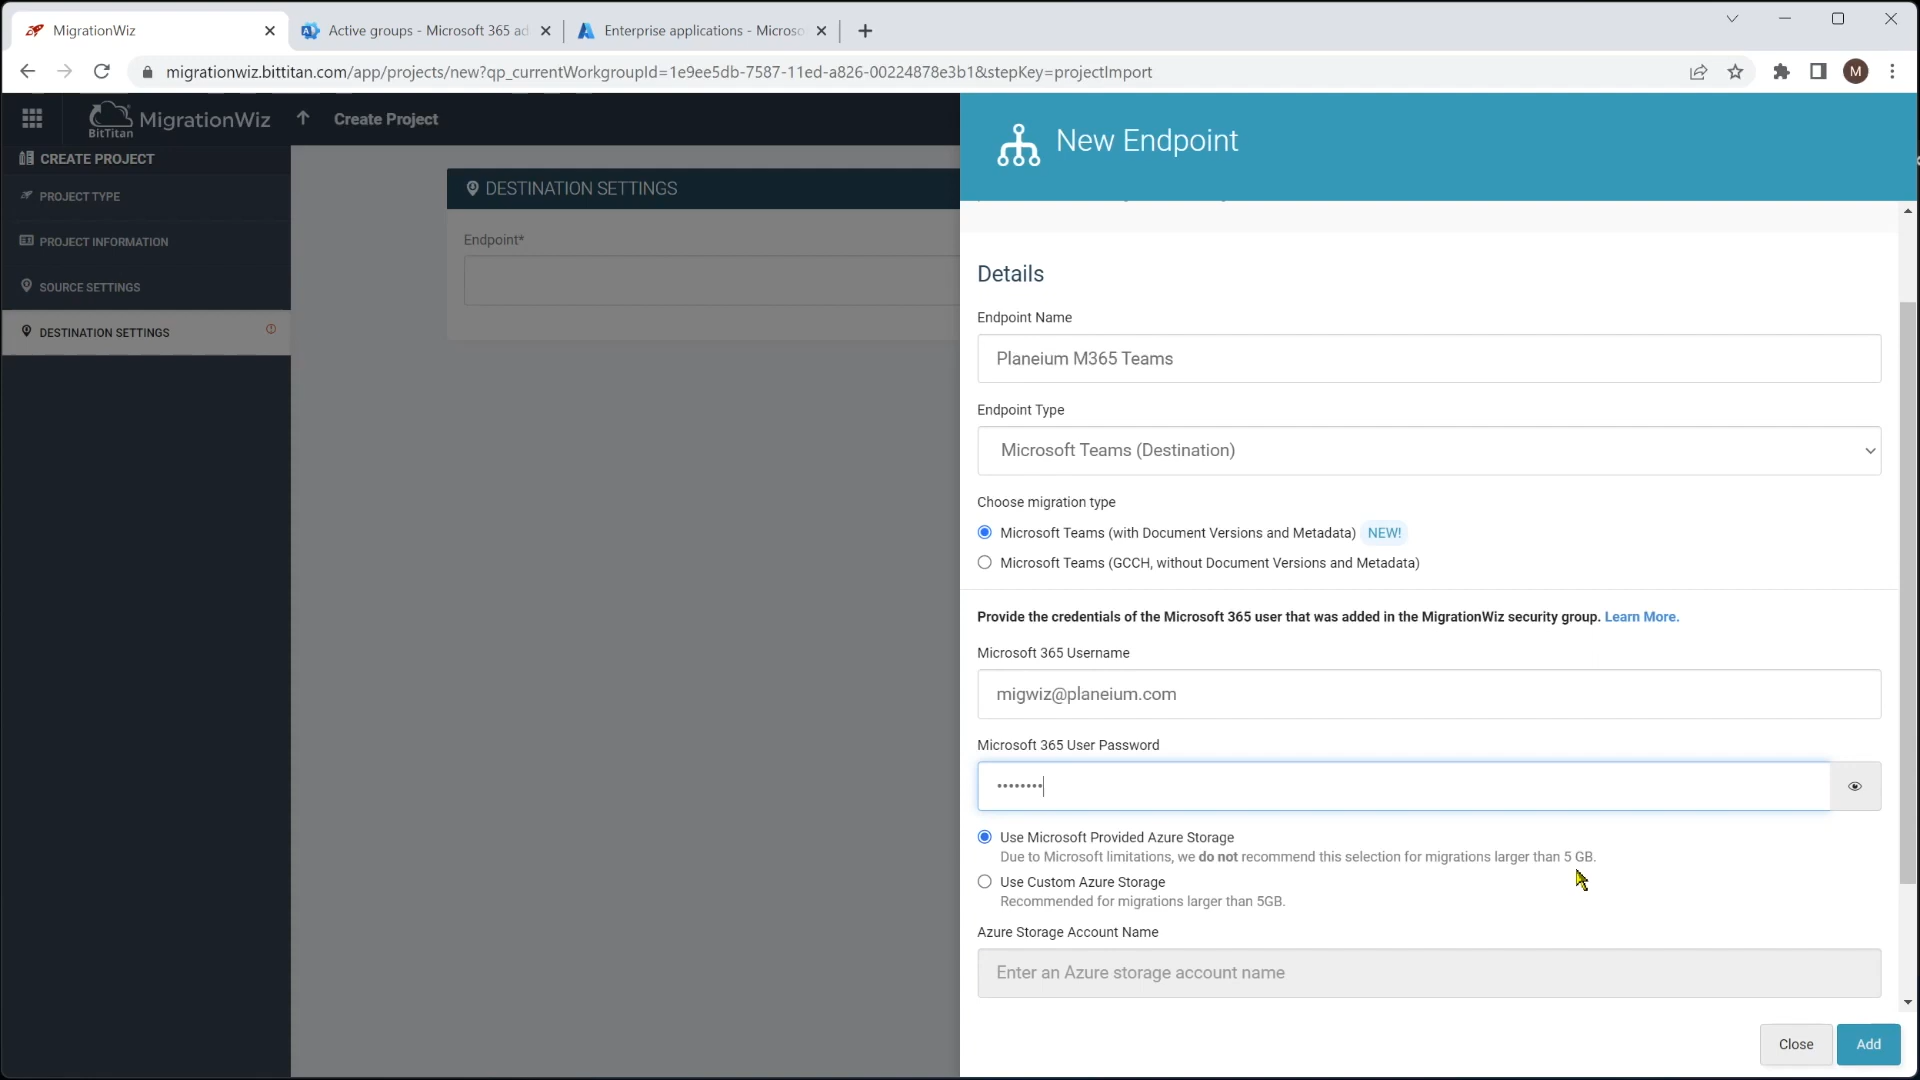 MigrationWiz
Active groups - Microsoft 365 ad
Enterprise applications - Microso
migrationwiz.bittitan.com/app/projects/new?qp_currentWorkgroupId=1e9ee5db-7587-11ed-a826-00224878e3b1&stepKey=projectImport
M
BitTitan MigrationWiz
Create Project
CREATE PROJECT
PROJECT TYPE
PROJECT INFORMATION
SOURCE SETTINGS
DESTINATION SETTINGS
DESTINATION SETTINGS
Endpoint*
New Endpoint
Details
Endpoint Name
Planeium M365 Teams
Endpoint Type
Microsoft Teams (Destination)
Choose migration type
Microsoft Teams (with Document Versions and Metadata) NEW!
Microsoft Teams (GCCH, without Document Versions and Metadata)
Provide the credentials of the Microsoft 365 user that was added in the MigrationWiz security group. Learn More.
Microsoft 365 Username
migwiz@planeium.com
Microsoft 365 User Password
••••••••
Use Microsoft Provided Azure Storage
Due to Microsoft limitations, we do not recommend this selection for migrations larger than 5 GB.
Use Custom Azure Storage
Recommended for migrations larger than 5GB.
Azure Storage Account Name
Enter an Azure storage account name
Close
Add